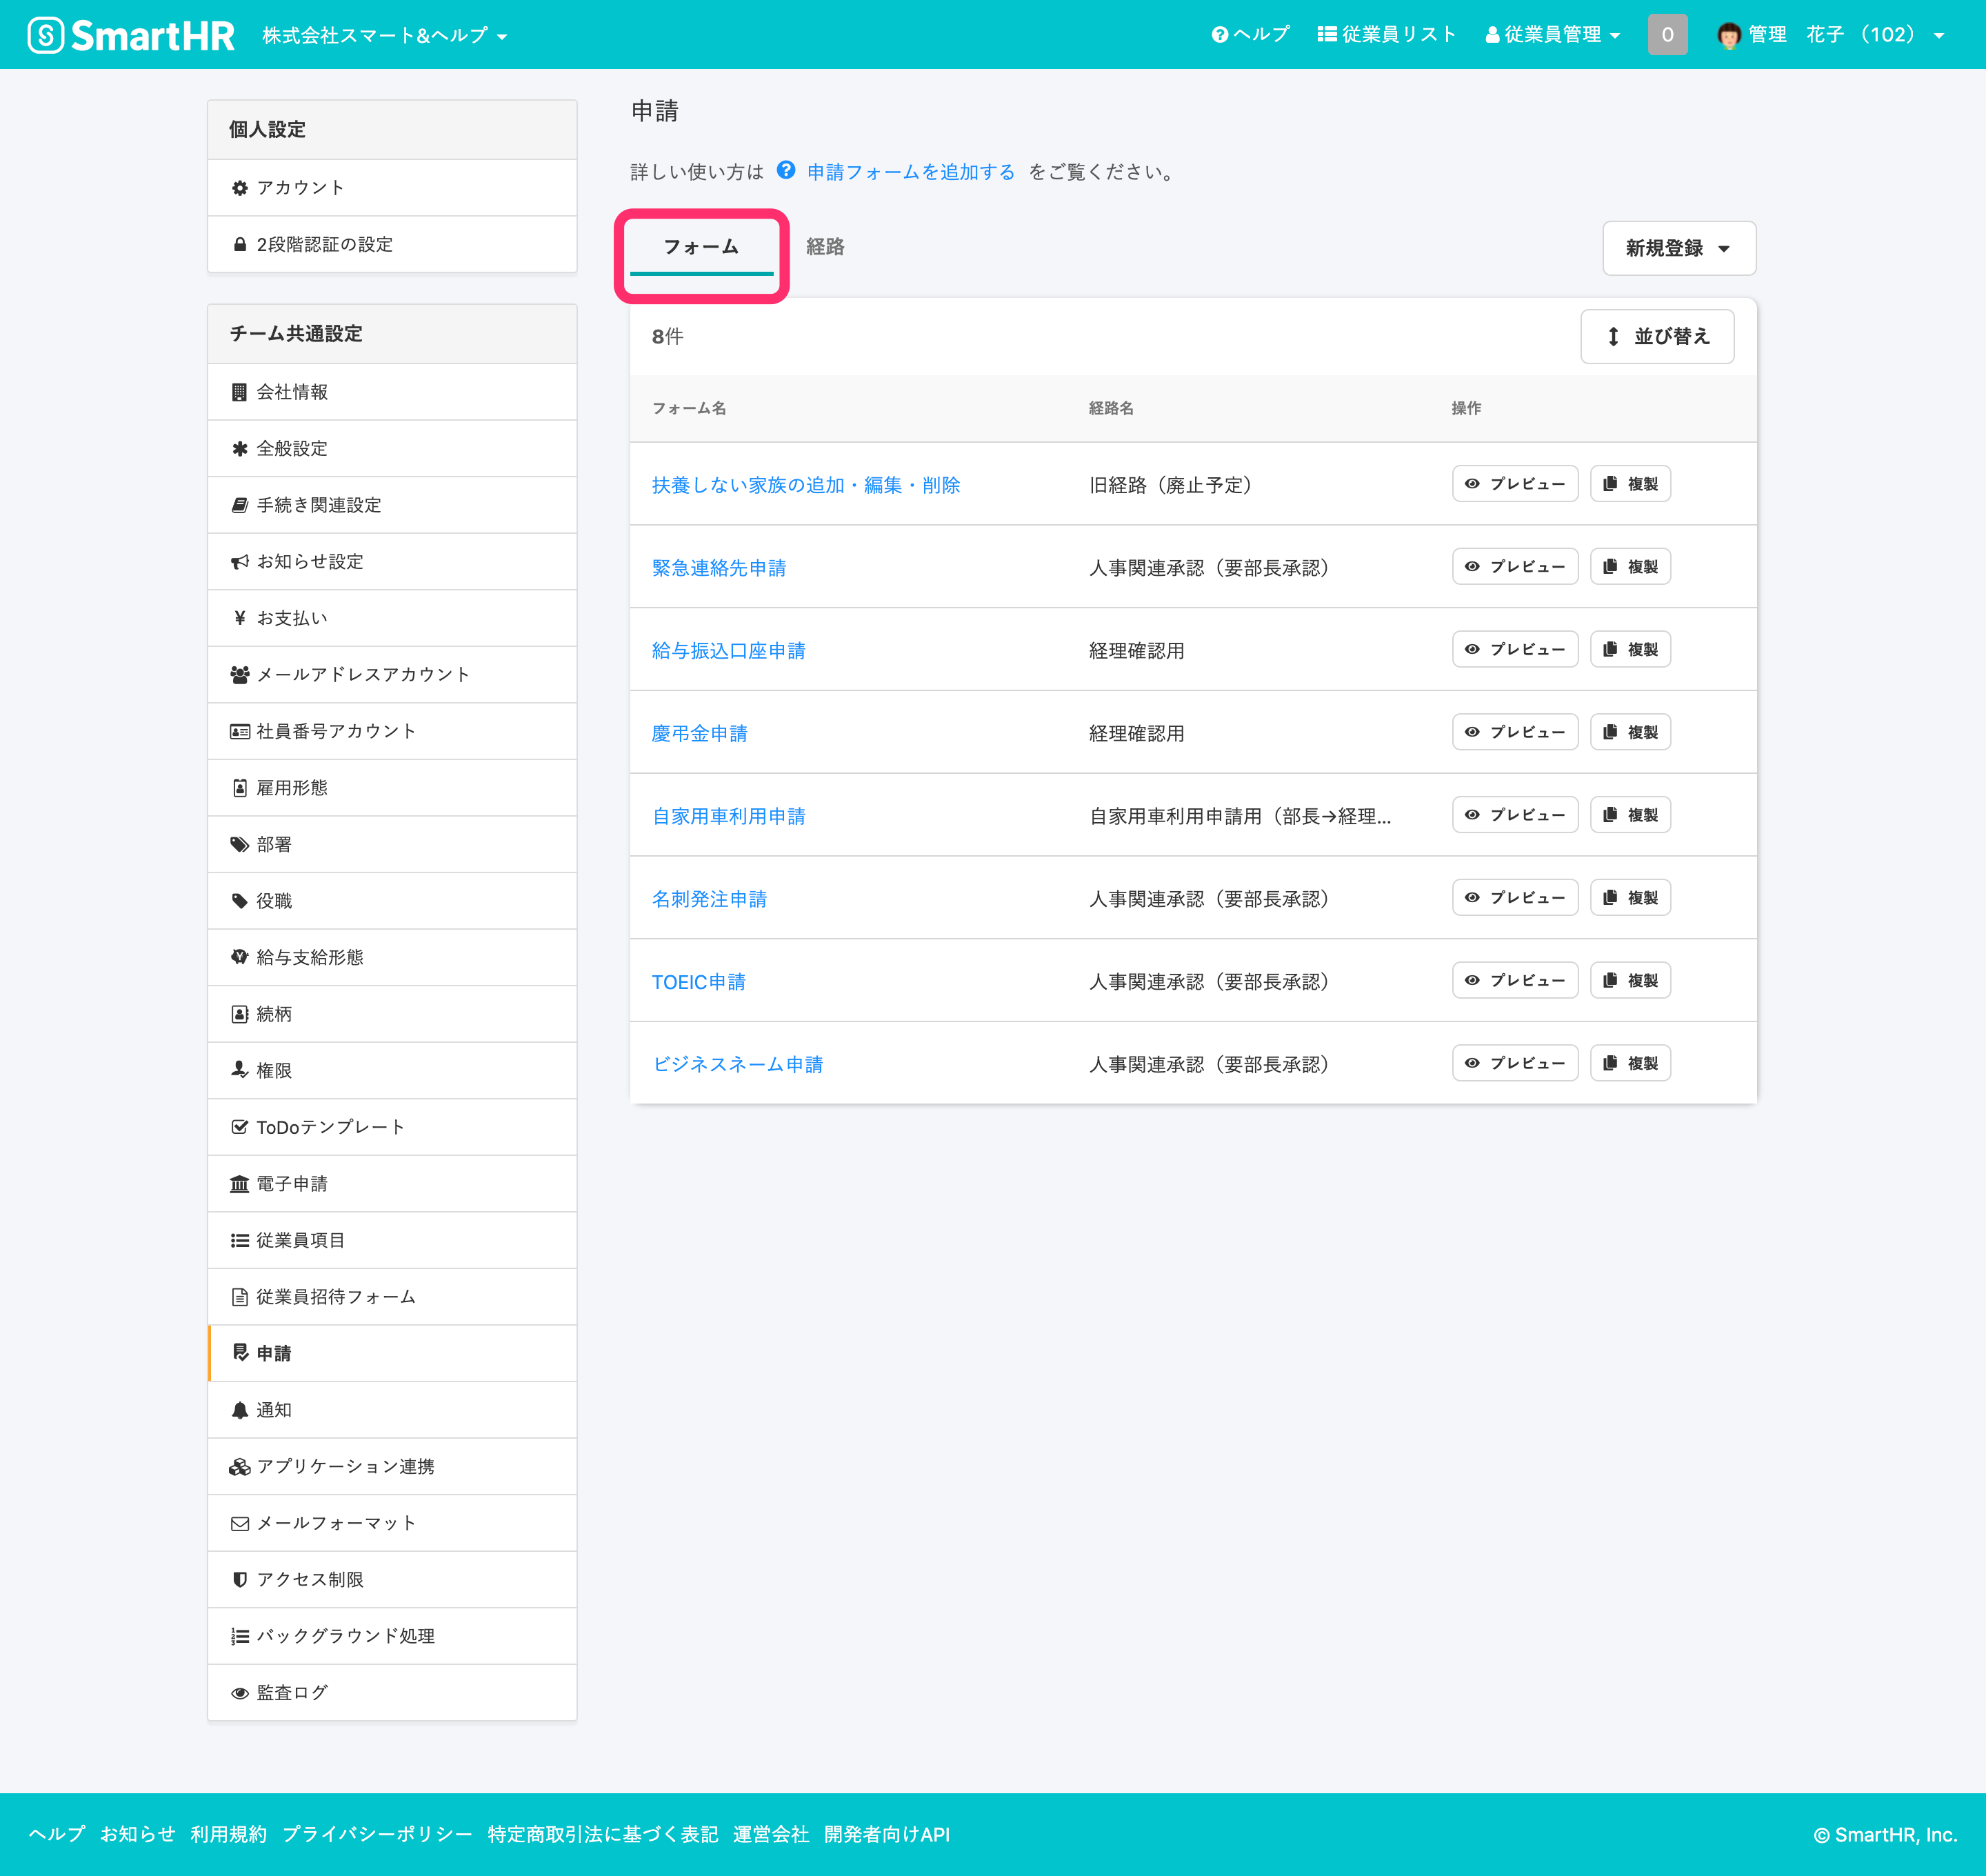 SmartHR 株式会社スマート&ヘルプ ヘルプ 従業員リスト 従業員管理 0 管理 花子 （102）
個人設定
アカウント
2段階認証の設定
チーム共通設定
会社情報
全般設定
手続き関連設定
お知らせ設定
¥ お支払い
メールアドレスアカウント
社員番号アカウント
雇用形態
部署
役職
給与支給形態
続柄
権限
ToDoテンプレート
電子申請
従業員項目
従業員招待フォーム
申請
通知
アプリケーション連携
メールフォーマット
アクセス制限
バックグラウンド処理
監査ログ
申請
詳しい使い方は 申請フォームを追加する をご覧ください。
フォーム 経路 新規登録
8件 並び替え
フォーム名 経路名 操作
扶養しない家族の追加・編集・削除 旧経路（廃止予定） プレビュー 複製
緊急連絡先申請 人事関連承認（要部長承認） プレビュー 複製
給与振込口座申請 経理確認用 プレビュー 複製
慶弔金申請 経理確認用 プレビュー 複製
自家用車利用申請 自家用車利用申請用（部長→経理... プレビュー 複製
名刺発注申請 人事関連承認（要部長承認） プレビュー 複製
TOEIC申請 人事関連承認（要部長承認） プレビュー 複製
ビジネスネーム申請 人事関連承認（要部長承認） プレビュー 複製
ヘルプ お知らせ 利用規約 プライバシーポリシー 特定商取引法に基づく表記 運営会社 開発者向けAPI © SmartHR, Inc.